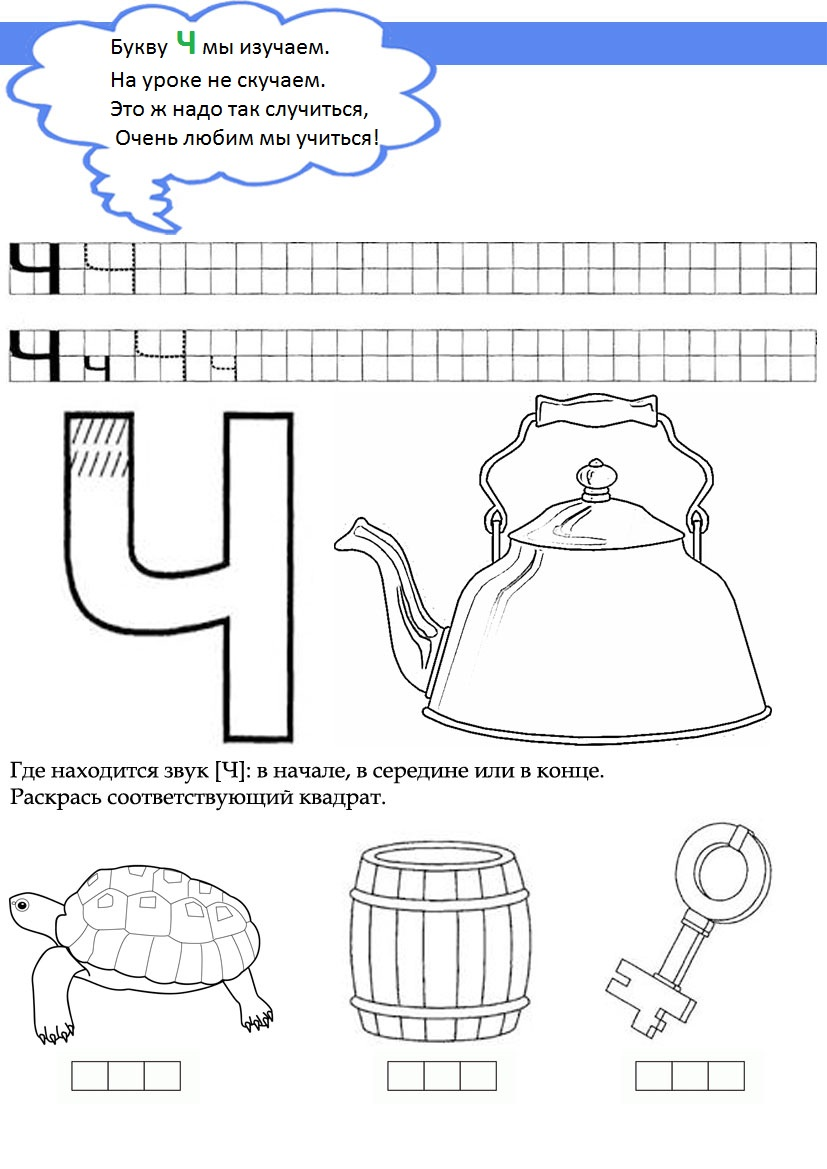 Букву Ч мы изучаем.
На уроке не скучаем.
Это ж надо так случиться,
Очень любим мы учиться!
Ч
Ч ч
Ч
Где находится звук [Ч]: в начале, в середине или в конце.
Раскрась соответствующий квадрат.